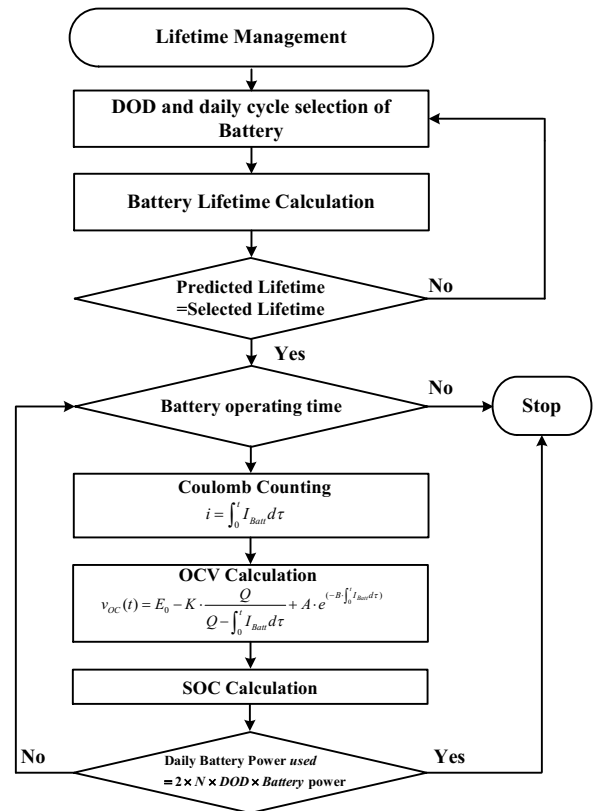 Lifetime Management
DOD and daily cycle selection of
Battery
Battery Lifetime Calculation
Predicted Lifetime
=Selected Lifetime
No
Yes
Battery operating time
No
Stop
Coulomb Counting
i = ∫₀ᵗ I_Batt dτ
OCV Calculation
v_OC(t) = E₀ − K · Q / (Q − ∫₀ᵗ I_Batt dτ) + A · e^(−B·∫₀ᵗ I_Batt dτ)
SOC Calculation
No
Yes
Daily Battery Power used
= 2 × N × DOD × Battery power